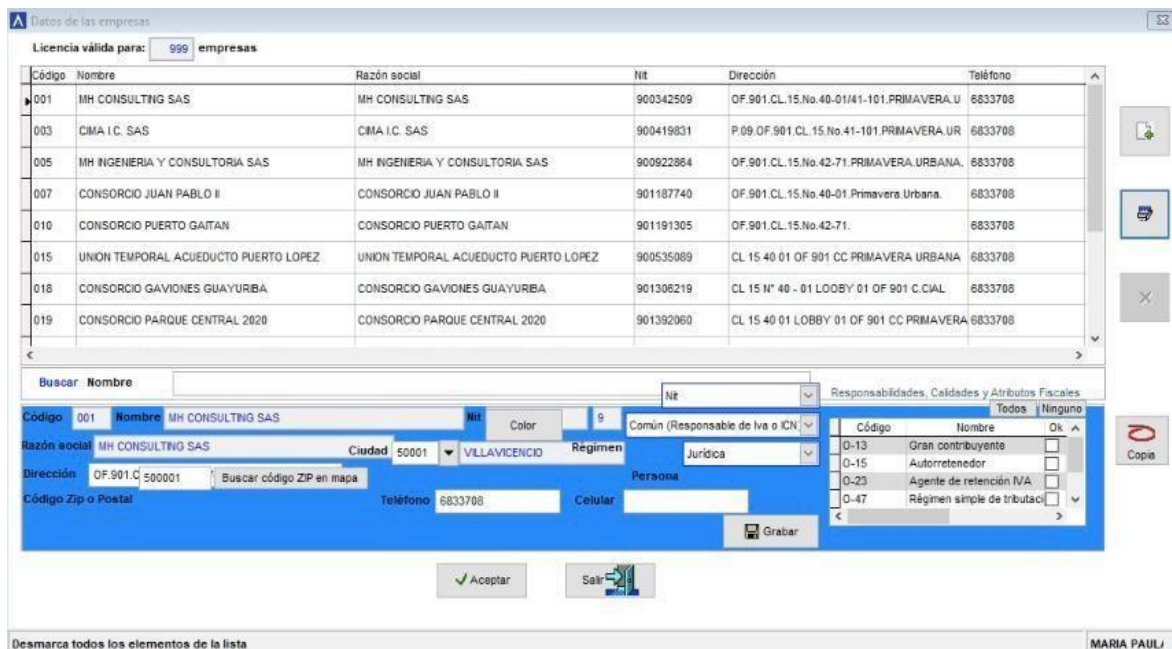 Datos de las empresas
Licencia válida para: 999 empresas
Código Nombre Razón social Nit Dirección Teléfono
001 MH CONSULTING SAS MH CONSULTING SAS 900342509 OF.901.CL.15.No.40-01/41-101.PRIMAVERA.U 6833708
003 CIMA I.C. SAS CIMA I.C. SAS 900419831 P.09.OF.901.CL.15.No.41-101.PRIMAVERA.UR 6833708
005 MH INGENIERIA Y CONSULTORIA SAS MH INGENIERIA Y CONSULTORIA SAS 900922864 OF.901.CL.15.No.42-71.PRIMAVERA.URBANA. 6833708
007 CONSORCIO JUAN PABLO II CONSORCIO JUAN PABLO II 901187740 OF.901.CL.15.No.40-01.Primavera.Urbana. 6833708
010 CONSORCIO PUERTO GAITAN CONSORCIO PUERTO GAITAN 901191305 OF.901.CL.15.No.42-71. 6833708
015 UNION TEMPORAL ACUEDUCTO PUERTO LOPEZ UNION TEMPORAL ACUEDUCTO PUERTO LOPEZ 900535089 CL 15 40 01 OF 901 CC PRIMAVERA URBANA 6833708
018 CONSORCIO GAVIONES GUAYURIBA CONSORCIO GAVIONES GUAYURIBA 901306219 CL 15 N° 40 - 01 LOOBY 01 OF 901 C.CIAL 6833708
019 CONSORCIO PARQUE CENTRAL 2020 CONSORCIO PARQUE CENTRAL 2020 901392060 CL 15 40 01 LOBBY 01 OF 901 CC PRIMAVERA 6833708
Buscar Nombre
Nit Responsabilidades, Calidades y Atributos Fiscales
Todos Ninguno
Código 001 Nombre MH CONSULTING SAS Nit Color 9 Común (Responsable de Iva o ICN
Código Nombre Ok
Razón social MH CONSULTING SAS Ciudad 50001 VILLAVICENCIO Régimen Jurídica
O-13 Gran contribuyente
O-15 Autorretenedor
Dirección OF.901.C 500001 Buscar código ZIP en mapa Persona
O-23 Agente de retención IVA
Código Zip o Postal Teléfono 6833708 Celular
O-47 Régimen simple de tributaci
Grabar
Copia
Aceptar Salir
Desmarca todos los elementos de la lista MARIA PAUL